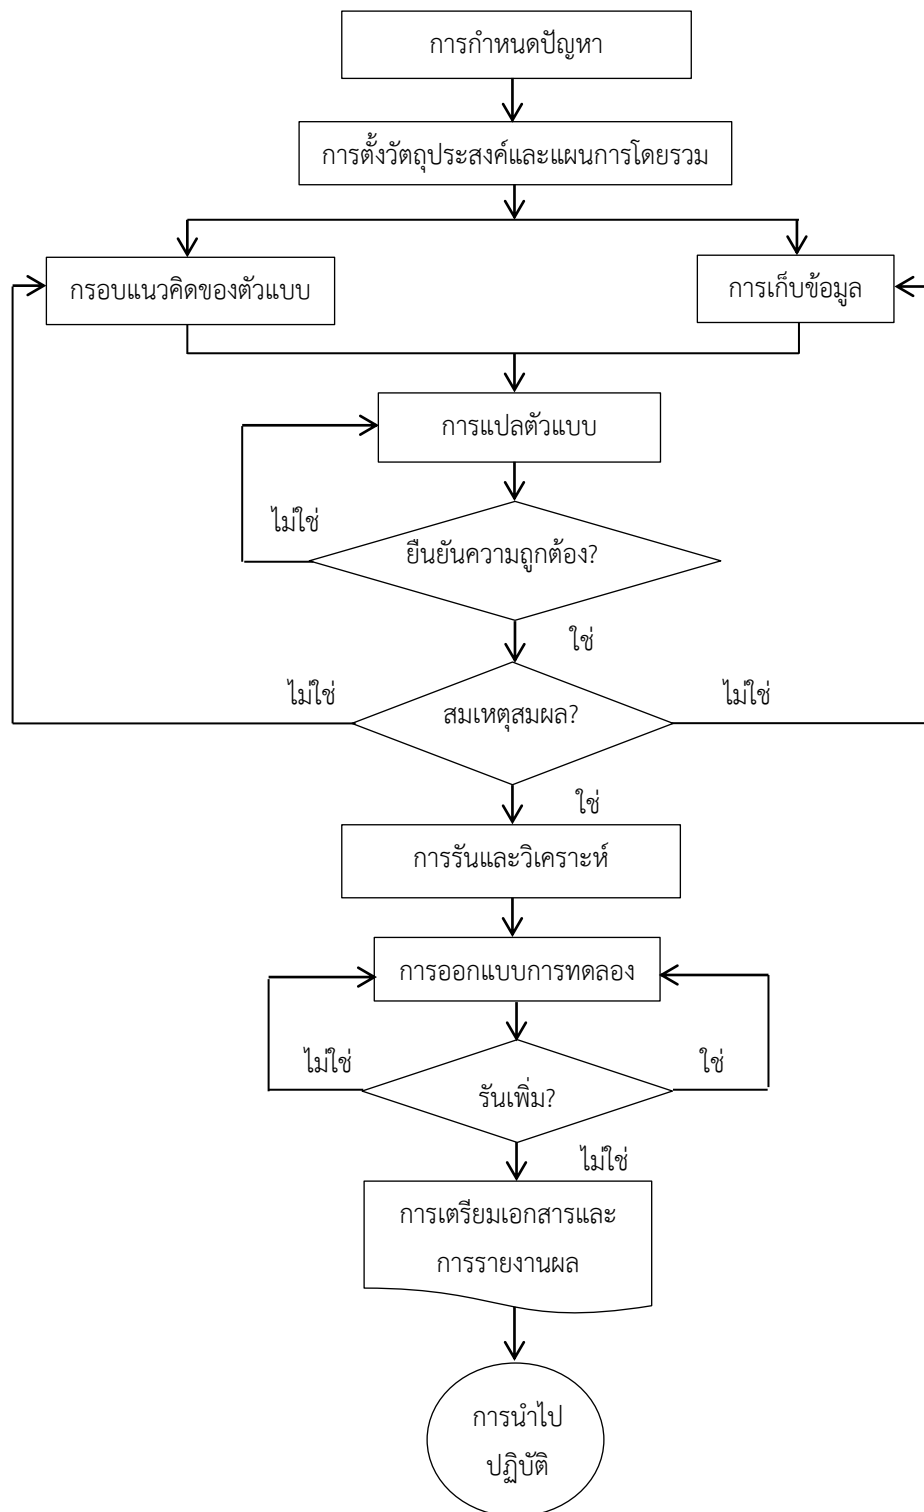 การกำหนดปัญหา
การตั้งวัตถุประสงค์และแผนการโดยรวม
กรอบแนวคิดของตัวแบบ
การเก็บข้อมูล
การแปลตัวแบบ
ไม่ใช่
ยืนยันความถูกต้อง?
ใช่
ไม่ใช่
สมเหตุสมผล?
ไม่ใช่
ใช่
การรันและวิเคราะห์
การออกแบบการทดลอง
ไม่ใช่
ใช่
รันเพิ่ม?
ไม่ใช่
การเตรียมเอกสารและ
การรายงานผล
การนำไป
ปฏิบัติ